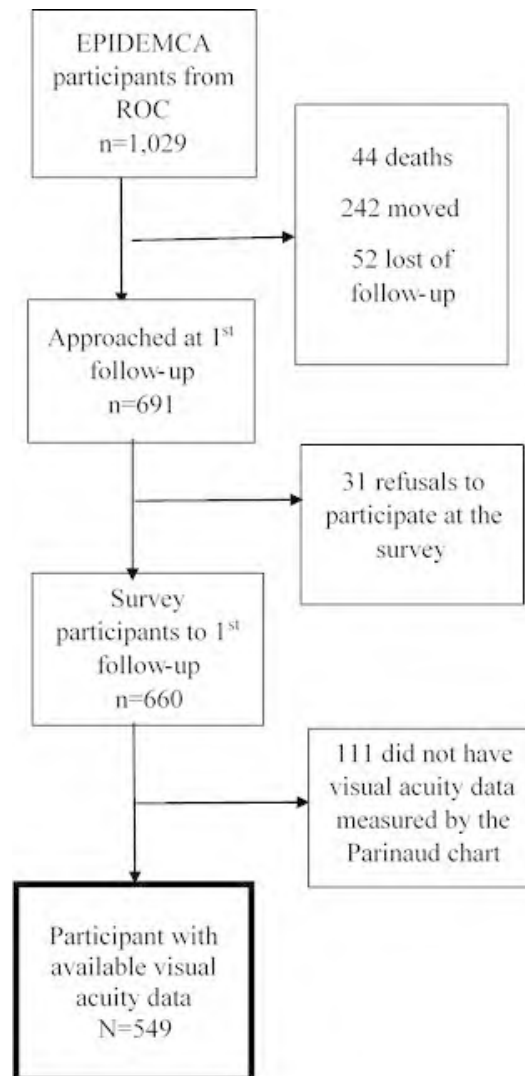 EPIDEMCA
participants from
ROC
n=1,029
44 deaths
242 moved
52 lost of
follow-up
Approached at 1st
follow-up
n=691
31 refusals to
participate at the
survey
Survey
participants to 1st
follow-up
n=660
111 did not have
visual acuity data
measured by the
Parinaud chart
Participant with
available visual
acuity data
N=549